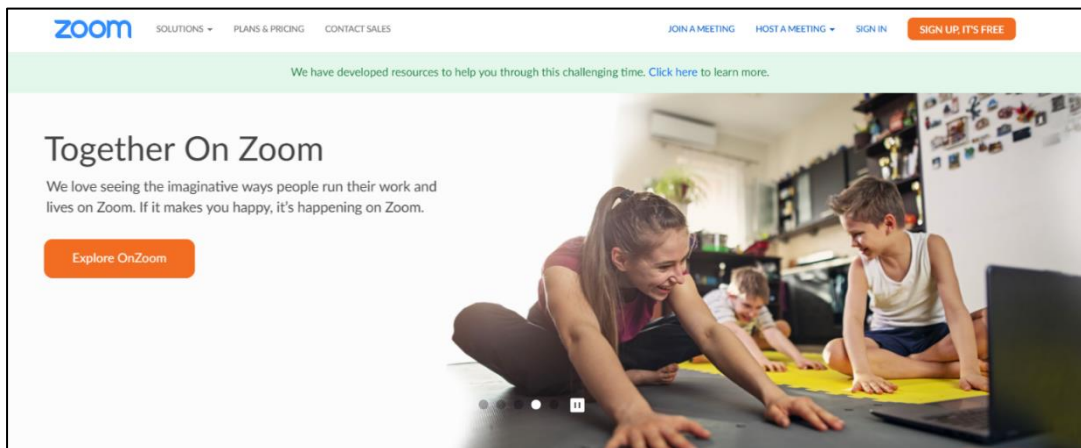 zoom SOLUTIONS PLANS & PRICING CONTACT SALES JOIN A MEETING HOST A MEETING SIGN IN SIGN UP, IT'S FREE
We have developed resources to help you through this challenging time. Click here to learn more.
Together On Zoom
We love seeing the imaginative ways people run their work and
lives on Zoom. If it makes you happy, it's happening on Zoom.
Explore OnZoom